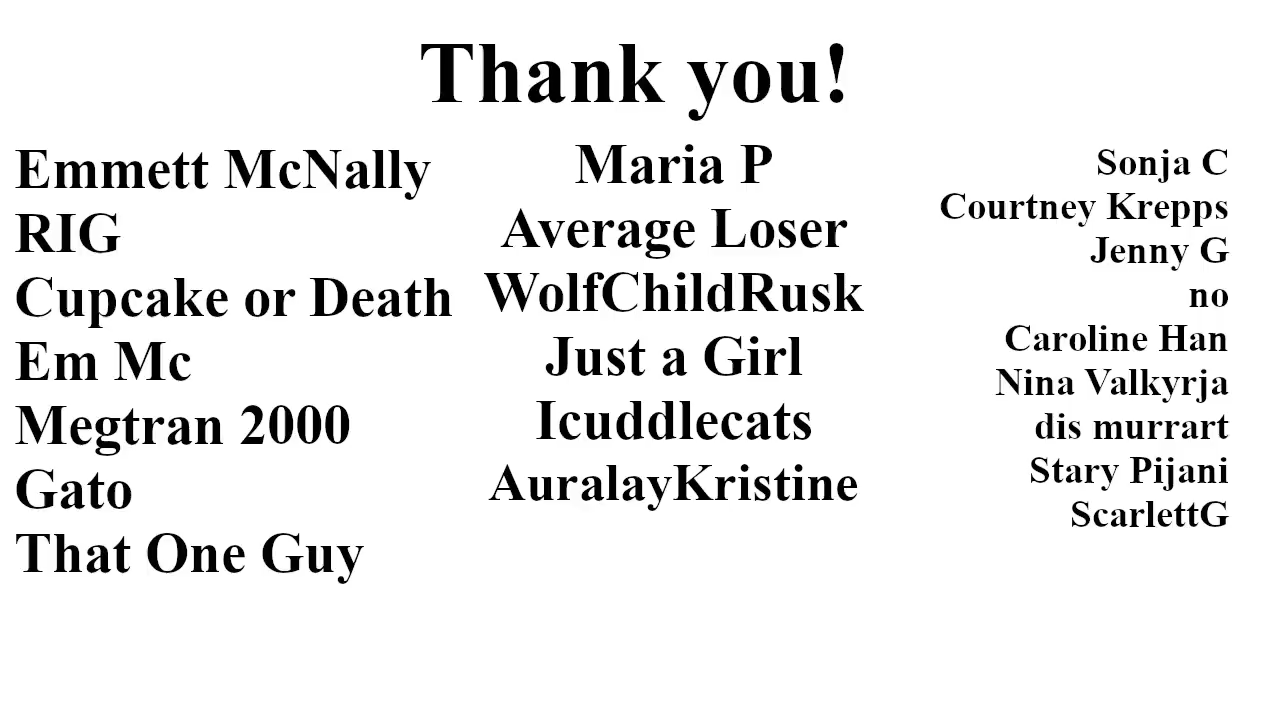 Thank you!
Emmett McNally
RIG
Cupcake or Death
Em Mc
Megtran 2000
Gato
That One Guy
Maria P
Average Loser
WolfChildRusk
Just a Girl
Icuddlecats
AuralayKristine
Sonja C
Courtney Krepps
Jenny G
no
Caroline Han
Nina Valkyrja
dis murrart
Stary Pijani
ScarlettG